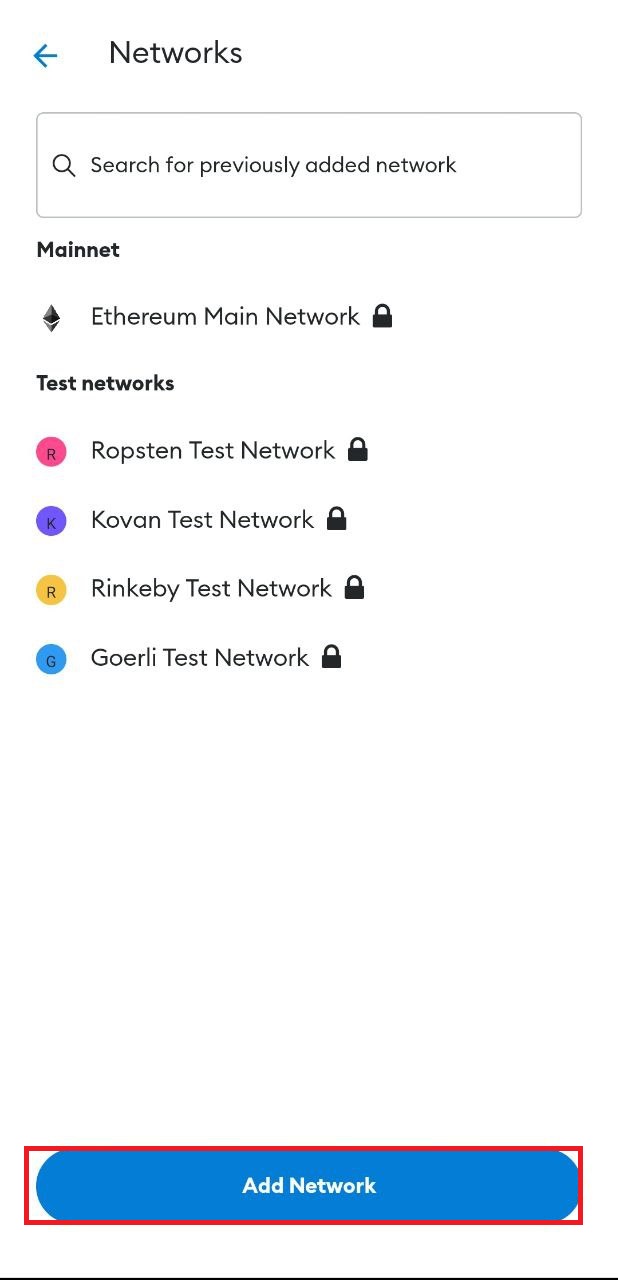 Networks
Search for previously added network
Mainnet
Ethereum Main Network
Test networks
R Ropsten Test Network
K Kovan Test Network
R Rinkeby Test Network
G Goerli Test Network
Add Network